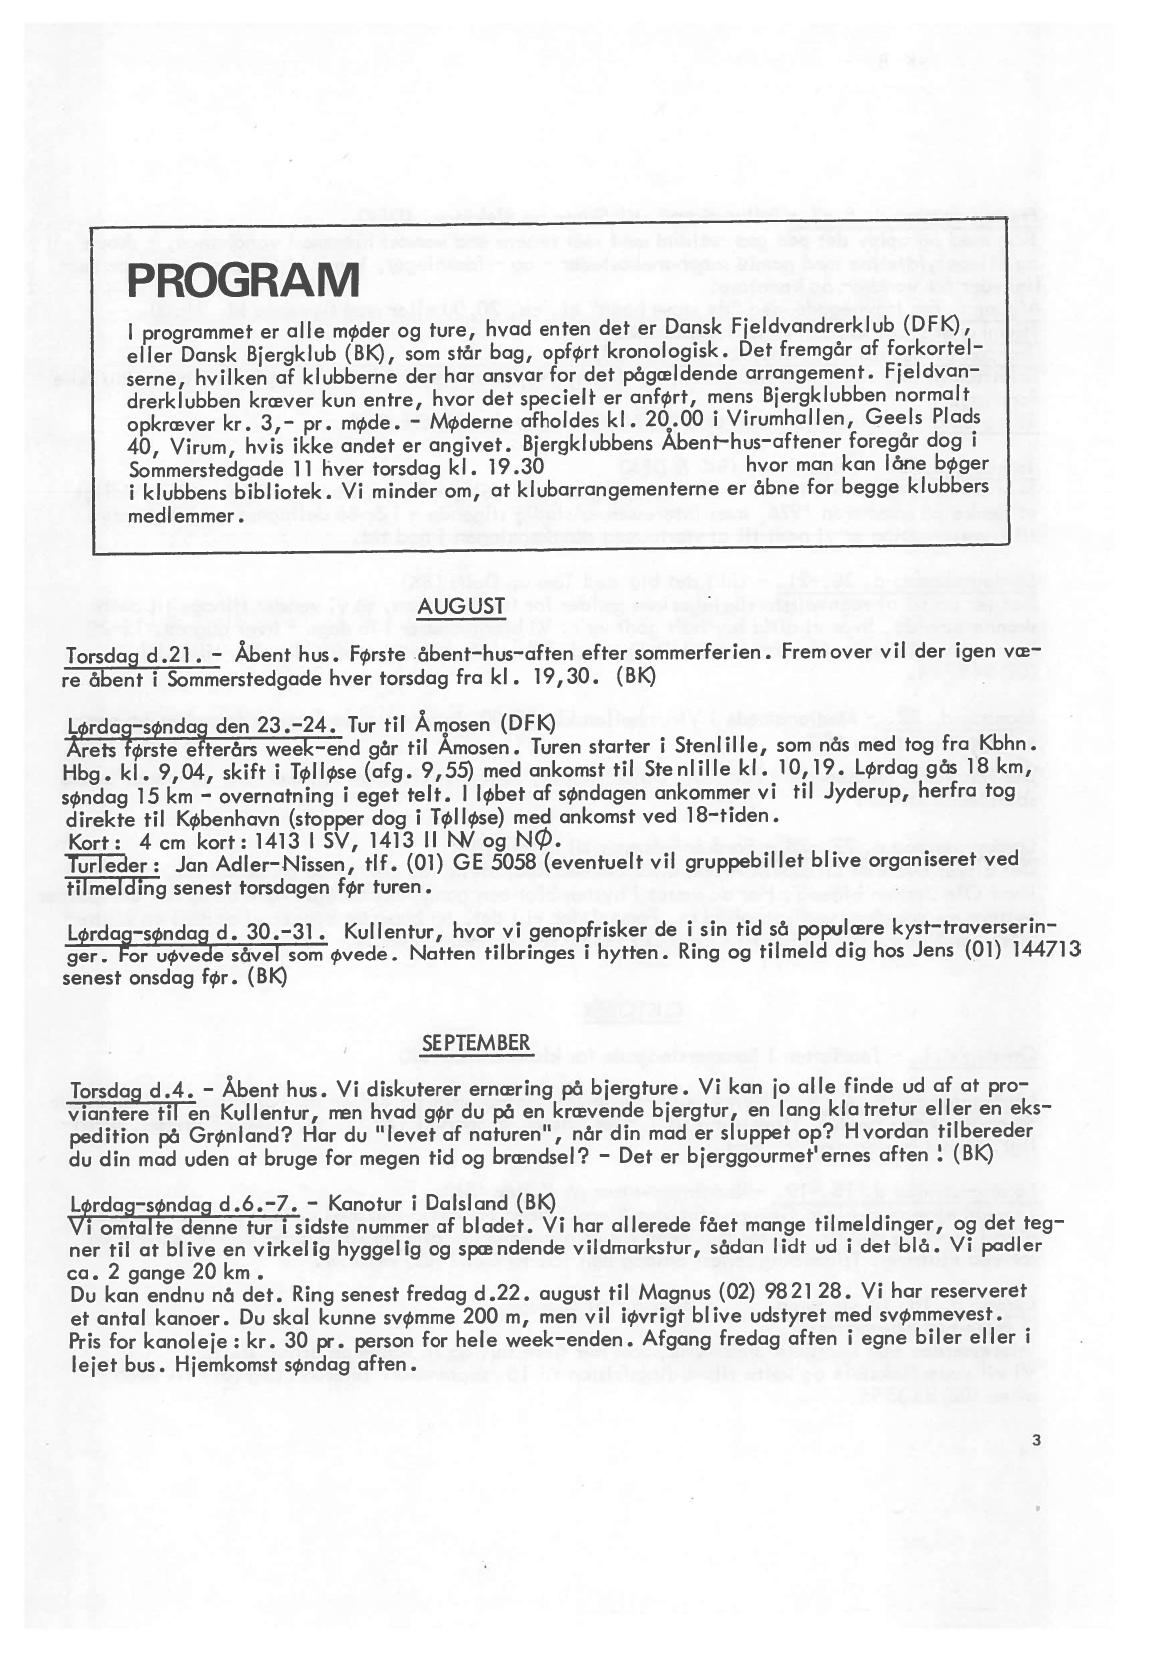 PROGRAM
I programmet er alle møder og ture, hvad enten det er Dansk Fjeldvandrerklub (DFK),
eller Dansk Bjergklub (BK), som står bag, opført kronologisk. Det fremgår af forkortel-
serne, hvilken af klubberne der har ansvar for det pågældende arrangement. Fjeldvan-
drerklubben kræver kun entre, hvor det specielt er anført, mens Bjergklubben normalt
opkræver kr. 3,- pr. møde. - Møderne afholdes kl. 20.00 i Virumhallen, Geels Plads
40, Virum, hvis ikke andet er angivet. Bjergklubbens Åbent-hus-aftener foregår dog i
Sommerstedgade 11 hver torsdag kl. 19.30 hvor man kan låne bøger
i klubbens bibliotek. Vi minder om, at klubarrangementerne er åbne for begge klubbers
medlemmer.
AUGUST
Torsdag d.21. - Åbent hus. Første åbent-hus-aften efter sommerferien. Fremover vil der igen væ-
re åbent i Sommerstedgade hver torsdag fra kl. 19,30. (BK)
Lørdag-søndag den 23.-24. Tur til Åmosen (DFK)
Årets første efterårs week-end går til Åmosen. Turen starter i Stenlille, som nås med tog fra Kbhn.
Hbg. kl. 9,04, skift i Tølløse (afg. 9,55) med ankomst til Stenlille kl. 10,19. Lørdag gås 18 km,
søndag 15 km - overnatning i eget telt. I løbet af søndagen ankommer vi til Jyderup, herfra tog
direkte til København (stopper dog i Tølløse) med ankomst ved 18-tiden.
Kort: 4 cm kort: 1413 I SV, 1413 II NV og NØ.
Turleder: Jan Adler-Nissen, tlf. (01) GE 5058 (eventuelt vil gruppebillet blive organiseret ved
tilmelding senest torsdagen før turen.
Lørdag-søndag d. 30.-31. Kullentur, hvor vi genopfrisker de i sin tid så populære kyst-traverserin-
ger. For uøvede såvel som øvede. Natten tilbringes i hytten. Ring og tilmeld dig hos Jens (01) 144713
senest onsdag før. (BK)
SEPTEMBER
Torsdag d.4. - Åbent hus. Vi diskuterer ernæring på bjergture. Vi kan jo alle finde ud af at pro-
viantere til en Kullentur, men hvad gør du på en krævende bjergtur, en lang klatretur eller en eks-
pedition på Grønland? Har du "levet af naturen", når din mad er sluppet op? Hvordan tilbereder
du din mad uden at bruge for megen tid og brændsel? - Det er bjerggourmet'ernes aften ! (BK)
Lørdag-søndag d.6.-7. - Kanotur i Dalsland (BK)
Vi omtalte denne tur i sidste nummer af bladet. Vi har allerede fået mange tilmeldinger, og det teg-
ner til at blive en virkelig hyggelig og spændende vildmarkstur, sådan lidt ud i det blå. Vi padler
ca. 2 gange 20 km.
Du kan endnu nå det. Ring senest fredag d.22. august til Magnus (02) 98 21 28. Vi har reserveret
et antal kanoer. Du skal kunne svømme 200 m, men vil iøvrigt blive udstyret med svømmevest.
Pris for kanoleje: kr. 30 pr. person for hele week-enden. Afgang fredag aften i egne biler eller i
lejet bus. Hjemkomst søndag aften.
3